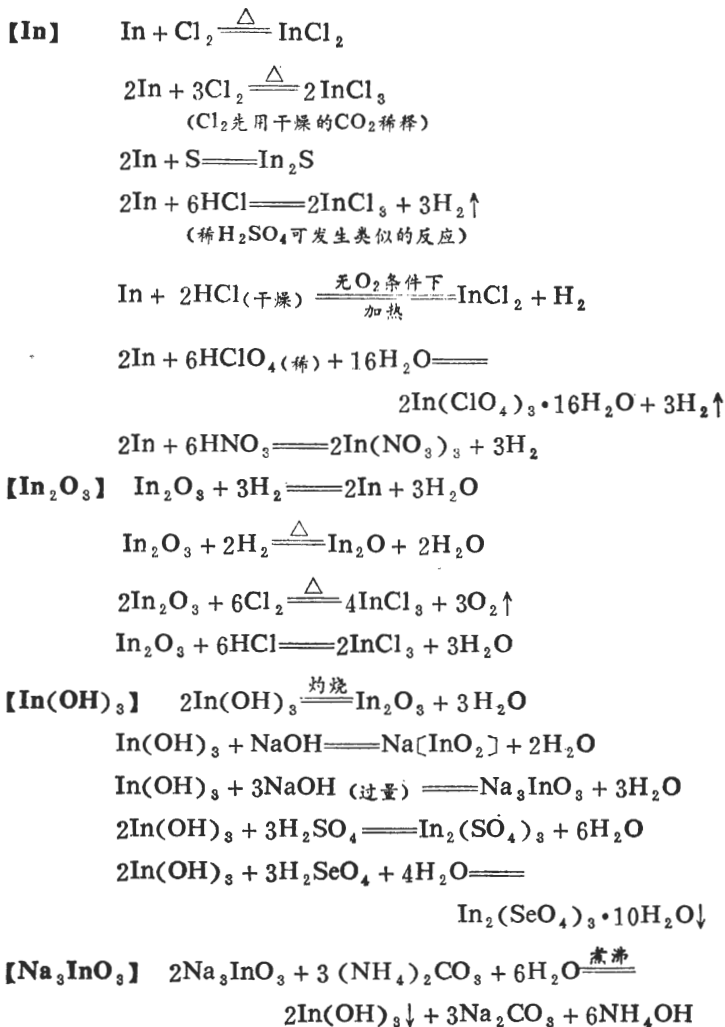 【In】 In + Cl₂ ==△== InCl₂
2In + 3Cl₂ ==△== 2InCl₃
(Cl₂先用干燥的CO₂稀释)
2In + S══In₂S
2In + 6HCl══2InCl₃ + 3H₂↑
(稀H₂SO₄可发生类似的反应)
In + 2HCl(干燥) ==无O₂条件下/加热== InCl₂ + H₂
2In + 6HClO₄(稀) + 16H₂O══
2In(ClO₄)₃•16H₂O + 3H₂↑
2In + 6HNO₃══2In(NO₃)₃ + 3H₂
【In₂O₃】 In₂O₃ + 3H₂══2In + 3H₂O
In₂O₃ + 2H₂ ==△== In₂O + 2H₂O
2In₂O₃ + 6Cl₂ ==△== 4InCl₃ + 3O₂↑
In₂O₃ + 6HCl══2InCl₃ + 3H₂O
【In(OH)₃】 2In(OH)₃ ==灼烧== In₂O₃ + 3H₂O
In(OH)₃ + NaOH══Na〔InO₂〕 + 2H₂O
In(OH)₃ + 3NaOH (过量) ══Na₃InO₃ + 3H₂O
2In(OH)₃ + 3H₂SO₄══In₂(SO₄)₃ + 6H₂O
2In(OH)₃ + 3H₂SeO₄ + 4H₂O══
In₂(SeO₄)₃•10H₂O↓
【Na₃InO₃】 2Na₃InO₃ + 3(NH₄)₂CO₃ + 6H₂O ==煮沸==
2In(OH)₃↓ + 3Na₂CO₃ + 6NH₄OH